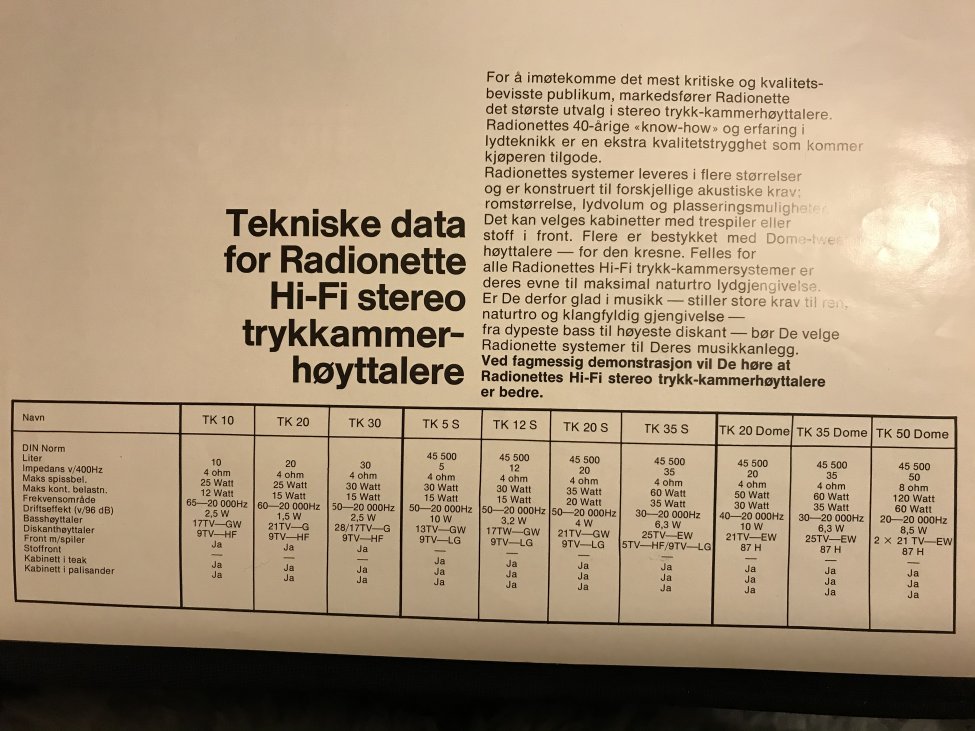 For å imøtekomme det mest kritiske og kvalitets-
bevisste publikum, markedsfører Radionette
det største utvalg i stereo trykk-kammerhøyttalere.
Radionettes 40-årige «know-how» og erfaring i
lydteknikk er en ekstra kvalitetstrygghet som kommer
kjøperen tilgode.
Radionettes systemer leveres i flere størrelser
og er konstruert til forskjellige akustiske krav;
romstørrelse, lydvolum og plasseringsmuligheter.
Det kan velges kabinetter med trespiler eller
stoff i front. Flere er bestykket med
høyttalere — for den kresne. Felles for
alle Radionettes Hi-Fi trykk-kammersystemer er
deres evne til maksimal naturtro lydgjengivelse.
Er De derfor glad i musikk — stiller store krav til ren,
naturtro og klangfyldig gjengivelse —
fra dypeste bass til høyeste diskant — bør De velge
Radionette systemer til Deres musikkanlegg.
Ved fagmessig demonstrasjon vil De høre at
Radionettes Hi-Fi stereo trykk-kammerhøyttalere
er bedre.
Tekniske data
for Radionette
Hi-Fi stereo
trykkammer-
høyttalere
Navn TK 10 TK 20 TK 30 TK 5 S TK 12 S TK 20 S TK 35 S TK 20 Dome TK 35 Dome TK 50 Dome
DIN Norm 45 500 45 500 45 500 45 500 45 500 45 500 45 500
Liter 10 20 30 5 12 20 35 20 35 50
Impedans v/400Hz 4 ohm 4 ohm 4 ohm 4 ohm 4 ohm 4 ohm 4 ohm 4 ohm 4 ohm 8 ohm
Maks spissbel. 25 Watt 25 Watt 30 Watt 30 Watt 30 Watt 35 Watt 60 Watt 50 Watt 60 Watt 120 Watt
Maks kont. belastn. 12 Watt 15 Watt 15 Watt 15 Watt 15 Watt 20 Watt 35 Watt 30 Watt 35 Watt 60 Watt
Frekvensområde 65—20 000Hz 60—20 000Hz 50—20 000Hz 50—20 000Hz 50—20 000Hz 50—20 000Hz 30—20 000Hz 40—20 000Hz 30—20 000Hz 20—20 000Hz
Driftseffekt (v/96 dB) 2,5 W 1,5 W 2,5 W 10 W 3,2 W 4 W 6,3 W 10 W 6,3 W 8,5 W
Basshøyttaler 17TV—GW 21TV—G 28/17TV—G 13TV—GW 17TW—GW 21TV—GW 25TV—EW 21TV—EW 25TV—EW 2 × 21 TV—EW
Diskanthøyttaler 9TV—HF 9TV—HF 9TV—HF 9TV—LG 9TV—LG 9TV—LG 5TV—HF/9TV—LG 87 H 87 H 87 H
Front m/spiler Ja Ja Ja — — — — — — —
Stoffront — — — Ja Ja Ja Ja Ja Ja Ja
Kabinett i teak Ja Ja Ja Ja Ja Ja Ja Ja Ja Ja
Kabinett i palisander Ja Ja Ja Ja Ja Ja Ja Ja Ja Ja